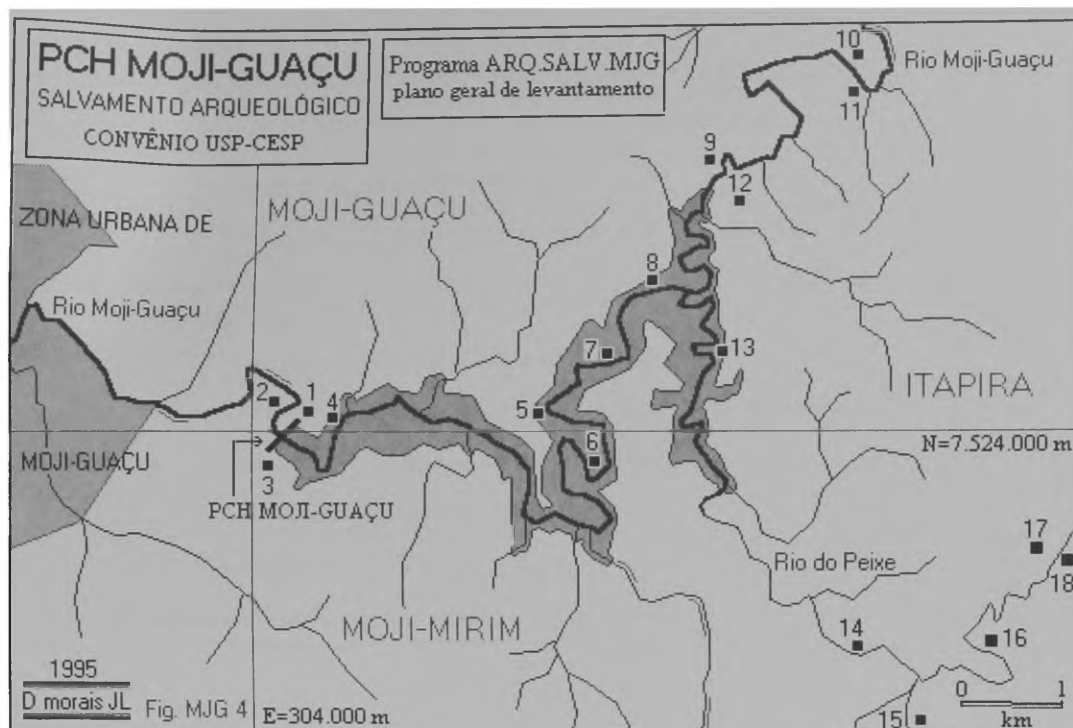 PCH MOJI-GUAÇU
SALVAMENTO ARQUEOLÓGICO
CONVÊNIO USP-CESP
Programa ARQ.SALV.MJG
plano geral de levantamento
10
Rio Moji-Guaçu
11
9
12
ZONA URBANA DE
MOJI-GUAÇU
8
Rio Moji-Guaçu
7
13
ITAPIRA
2
1
4
5
6
N=7.524.000 m
MOJI-GUAÇU
3
PCH MOJI-GUAÇU
17
18
Rio do Peixe
MOJI-MIRIM
14
16
1995
D morais JL
Fig. MJG 4
E=304.000 m
15
0 1
km